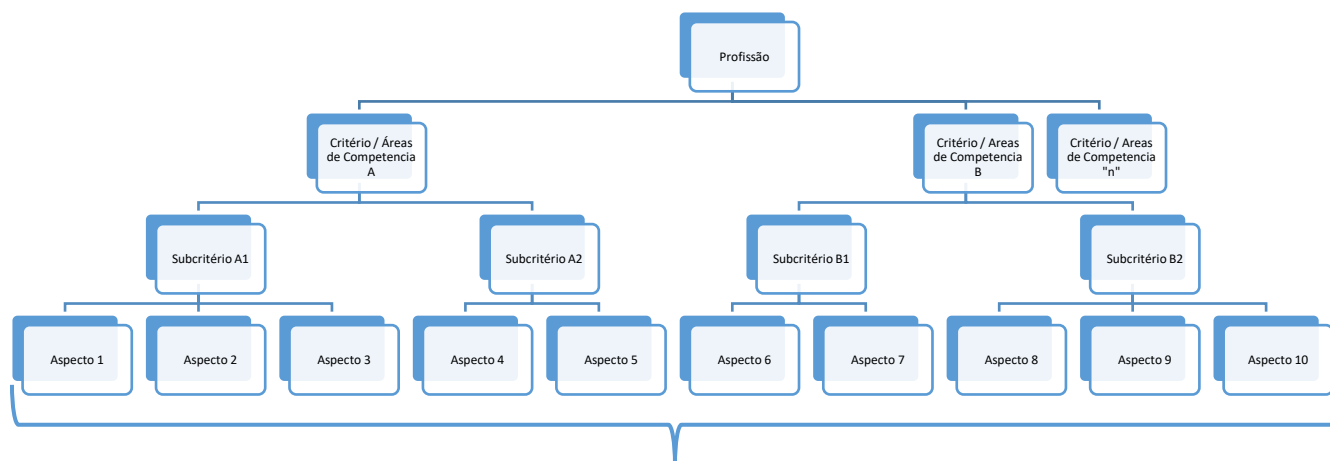 Profissão
Critério / Áreas
de Competencia
A
Critério / Areas
de Competencia
B
Critério / Areas
de Competencia
"n"
Subcritério A1
Subcritério A2
Subcritério B1
Subcritério B2
Aspecto 1
Aspecto 2
Aspecto 3
Aspecto 4
Aspecto 5
Aspecto 6
Aspecto 7
Aspecto 8
Aspecto 9
Aspecto 10